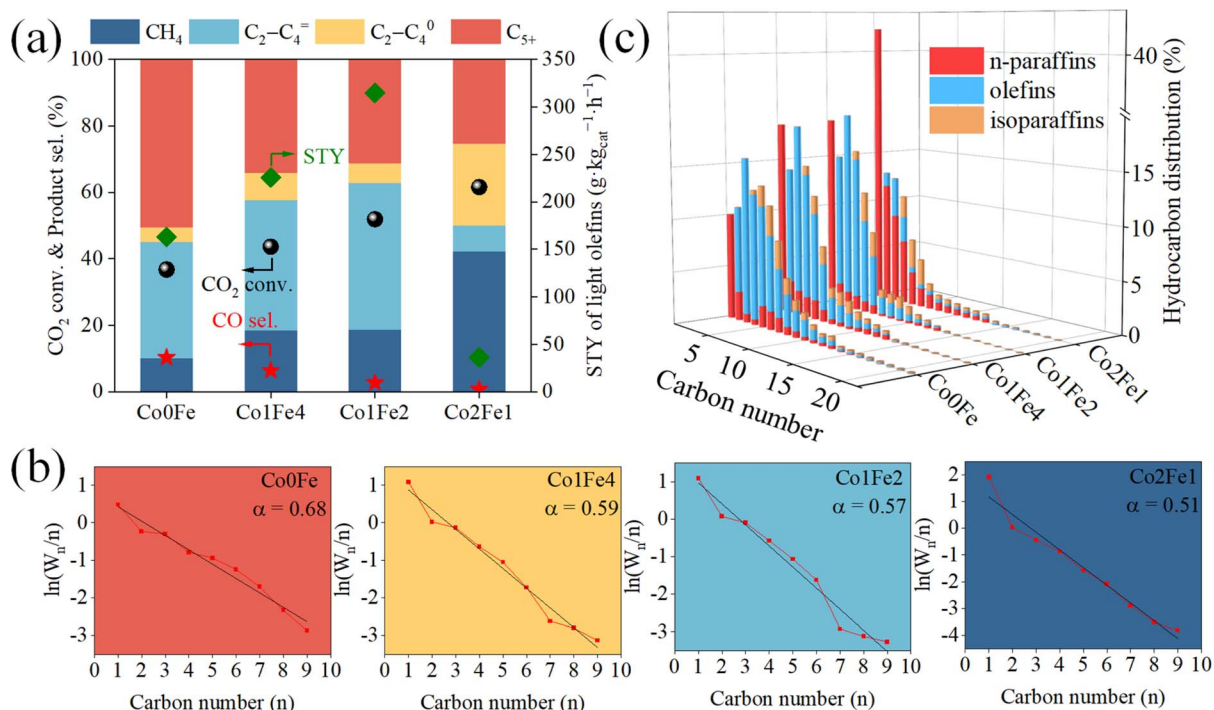 (a)
CH₄ C₂−C₄⁼ C₂−C₄⁰ C₅₊
CO₂ conv. & Product sel. (%)
100
80
60
40
20
0
STY
CO₂ conv.
CO sel.
Co0Fe Co1Fe4 Co1Fe2 Co2Fe1
350
300
250
200
150
100
50
0
STY of light olefins (g·kg꜀ₐₜ⁻¹·h⁻¹)
(c)
n-paraffins
olefins
isoparaffins
Hydrocarbon distribution (%)
40
15
10
5
0
5 10 15 20
Carbon number
Co0Fe
Co1Fe4
Co1Fe2
Co2Fe1
(b)
Co0Fe
α = 0.68
ln(Wₙ/n)
1
0
-1
-2
-3
0 1 2 3 4 5 6 7 8 9 10
Carbon number (n)
Co1Fe4
α = 0.59
ln(Wₙ/n)
1
0
-1
-2
-3
0 1 2 3 4 5 6 7 8 9 10
Carbon number (n)
Co1Fe2
α = 0.57
ln(Wₙ/n)
1
0
-1
-2
-3
0 1 2 3 4 5 6 7 8 9 10
Carbon number (n)
Co2Fe1
α = 0.51
ln(Wₙ/n)
2
1
0
-1
-2
-3
-4
0 1 2 3 4 5 6 7 8 9 10
Carbon number (n)